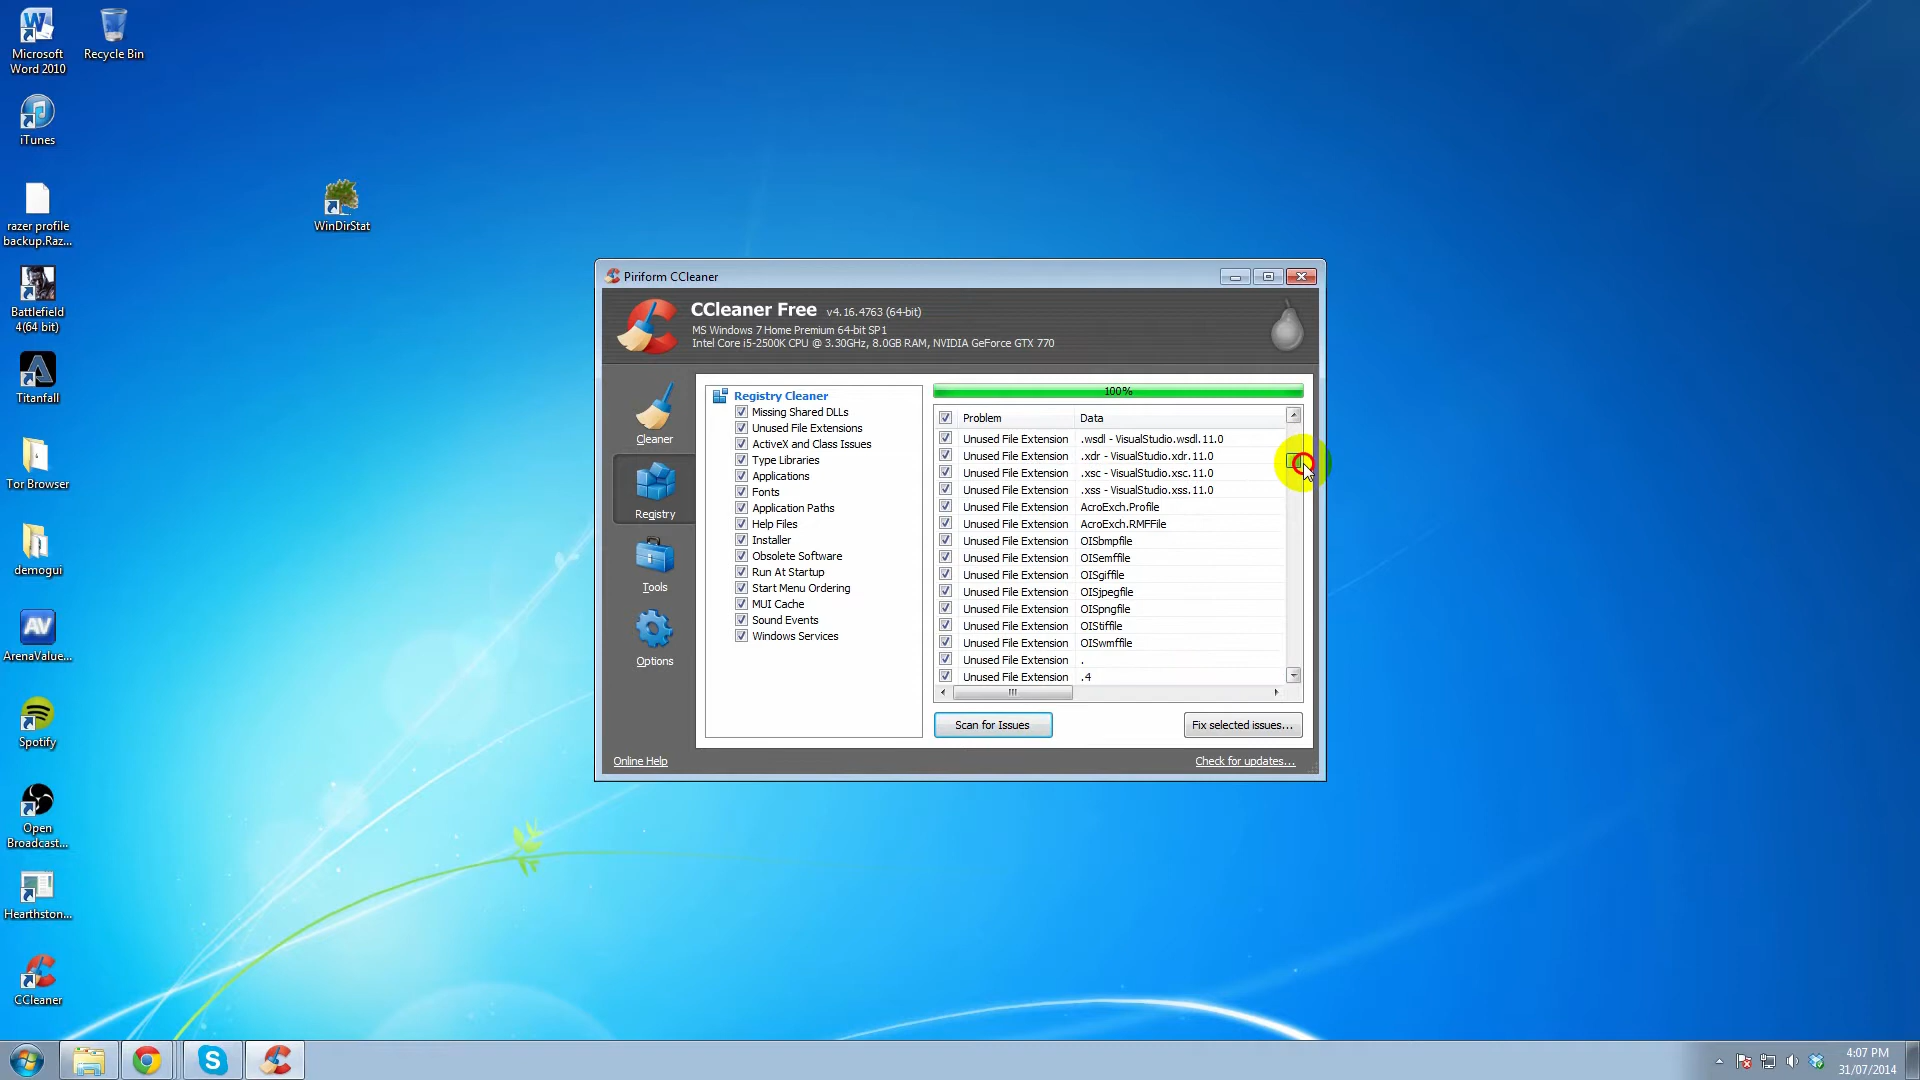 Microsoft
Word 2010
Recycle Bin
iTunes
razer profile
backup.Raz...
WinDirStat
Battlefield
4(64 bit)
Titanfall
Tor Browser
demogui
AV
ArenaValue...
Spotify
Open
Broadcast...
Hearthston...
CCleaner
Piriform CCleaner
CCleaner Free v4.16.4763 (64-bit)
MS Windows 7 Home Premium 64-bit SP1
Intel Core i5-2500K CPU @ 3.30GHz, 8.0GB RAM, NVIDIA GeForce GTX 770
Cleaner
Registry
Tools
Options
Registry Cleaner
Missing Shared DLLs
Unused File Extensions
ActiveX and Class Issues
Type Libraries
Applications
Fonts
Application Paths
Help Files
Installer
Obsolete Software
Run At Startup
Start Menu Ordering
MUI Cache
Sound Events
Windows Services
100%
Problem Data
Unused File Extension .wsdl - VisualStudio.wsdl.11.0
Unused File Extension .xdr - VisualStudio.xdr.11.0
Unused File Extension .xsc - VisualStudio.xsc.11.0
Unused File Extension .xss - VisualStudio.xss.11.0
Unused File Extension AcroExch.Profile
Unused File Extension AcroExch.RMFFile
Unused File Extension OISbmpfile
Unused File Extension OISemffile
Unused File Extension OISgiffile
Unused File Extension OISjpegfile
Unused File Extension OISpngfile
Unused File Extension OIStiffile
Unused File Extension OISwmffile
Unused File Extension .
Unused File Extension .4
Scan for Issues
Fix selected issues...
Online Help
Check for updates...
4:07 PM
31/07/2014